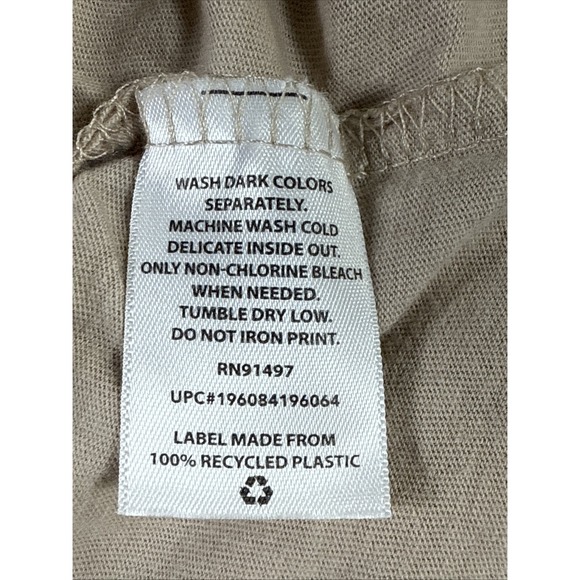 WASH DARK COLORS
SEPARATELY.
MACHINE WASH COLD
DELICATE INSIDE OUT.
ONLY NON-CHLORINE BLEACH
WHEN NEEDED.
TUMBLE DRY LOW.
DO NOT IRON PRINT.
RN91497
UPC#196084196064
LABEL MADE FROM
100% RECYCLED PLASTIC